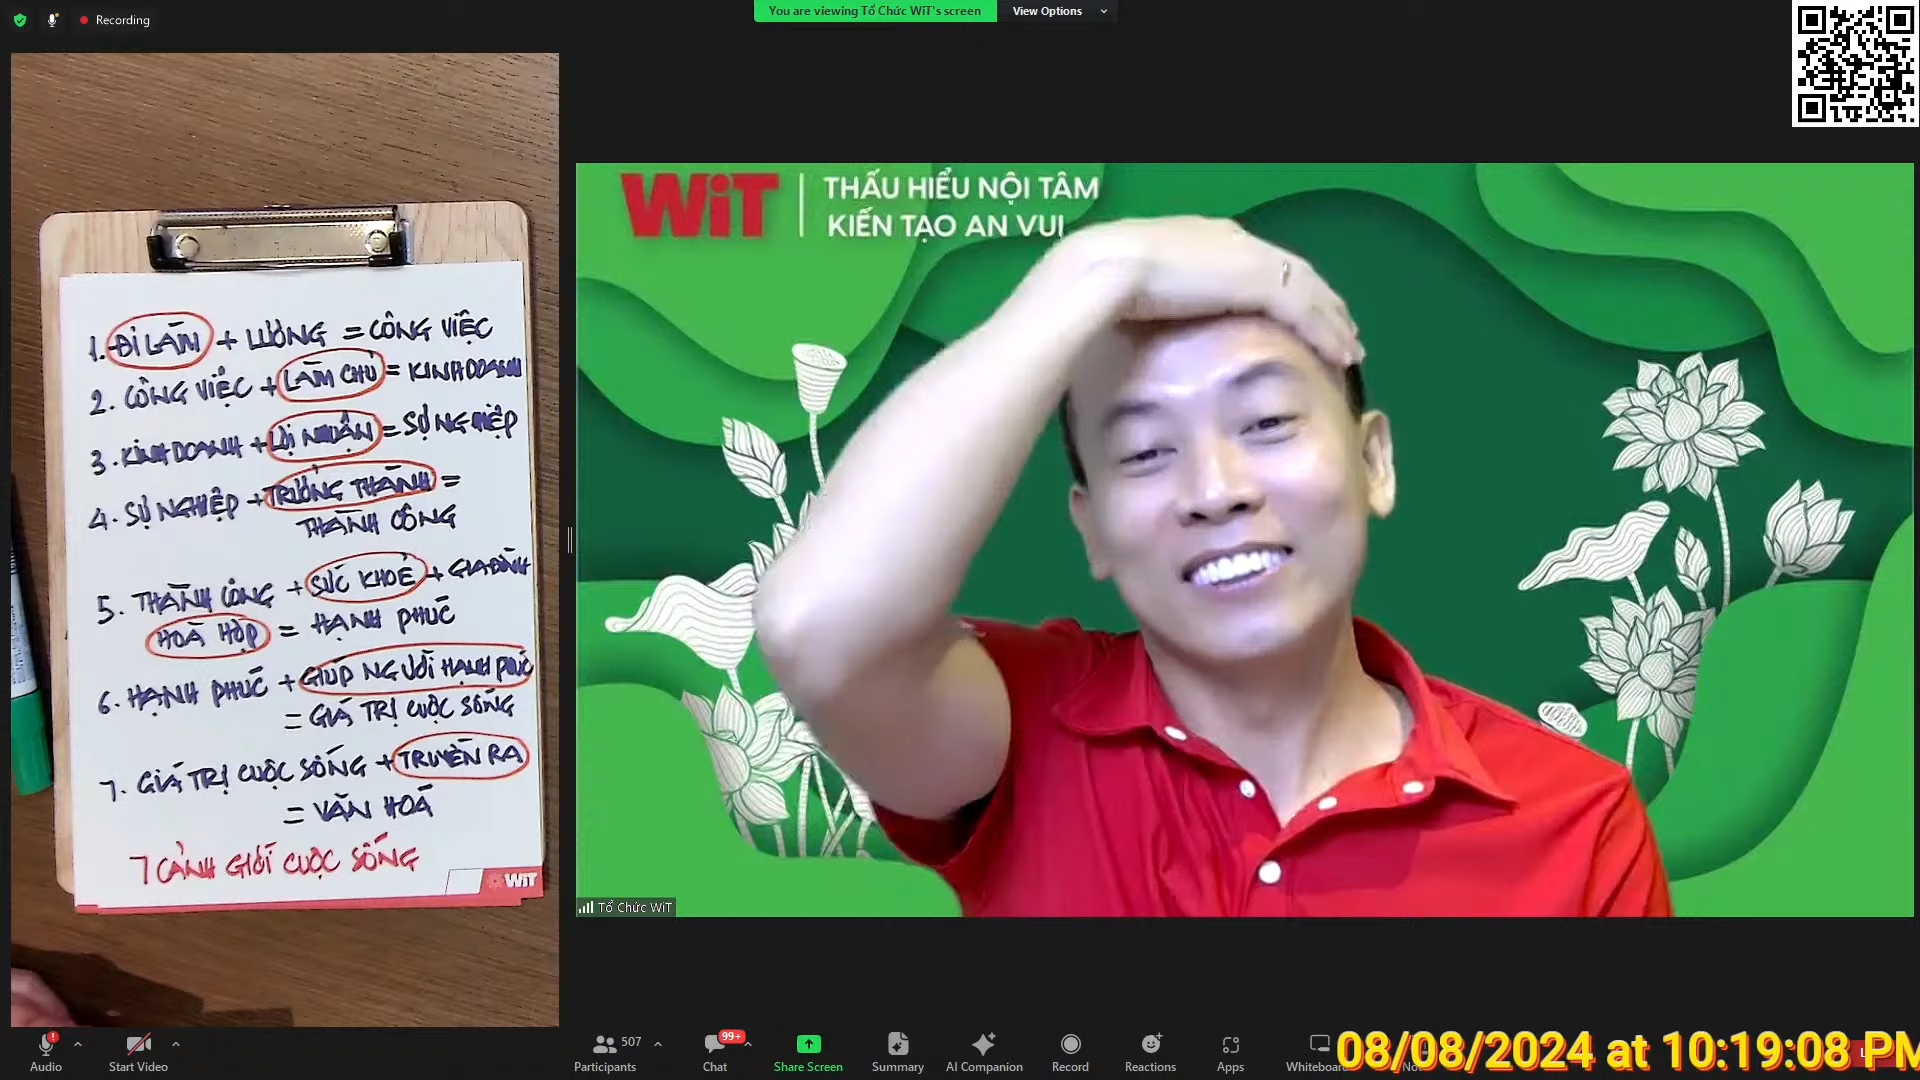 Recording
You are viewing Tổ Chức WiT's screen
View Options
WiT
THẤU HIỂU NỘI TÂM
KIẾN TẠO AN VUI
1. ĐI LÀM + LƯƠNG = CÔNG VIỆC
2. CÔNG VIỆC + LÀM CHỦ = KINH DOANH
3. KINH DOANH + LỢI NHUẬN = SỰ NGHIỆP
4. SỰ NGHIỆP + TRƯỞNG THÀNH =
THÀNH CÔNG
5. THÀNH CÔNG + SỨC KHOẺ + GIA ĐÌNH
HOÀ HỢP = HẠNH PHÚC
6. HẠNH PHÚC + GIÚP NGƯỜI HẠNH PHÚC
= GIÁ TRỊ CUỘC SỐNG
7. GIÁ TRỊ CUỘC SỐNG + TRUYỀN RA
= VĂN HOÁ
7 CẢNH GIỚI CUỘC SỐNG
WiT
Tổ Chức WiT
Audio
Start Video
507
Participants
99+
Chat
Share Screen
Summary
AI Companion
Record
Reactions
Apps
08/08/2024 at 10:19:08 PM